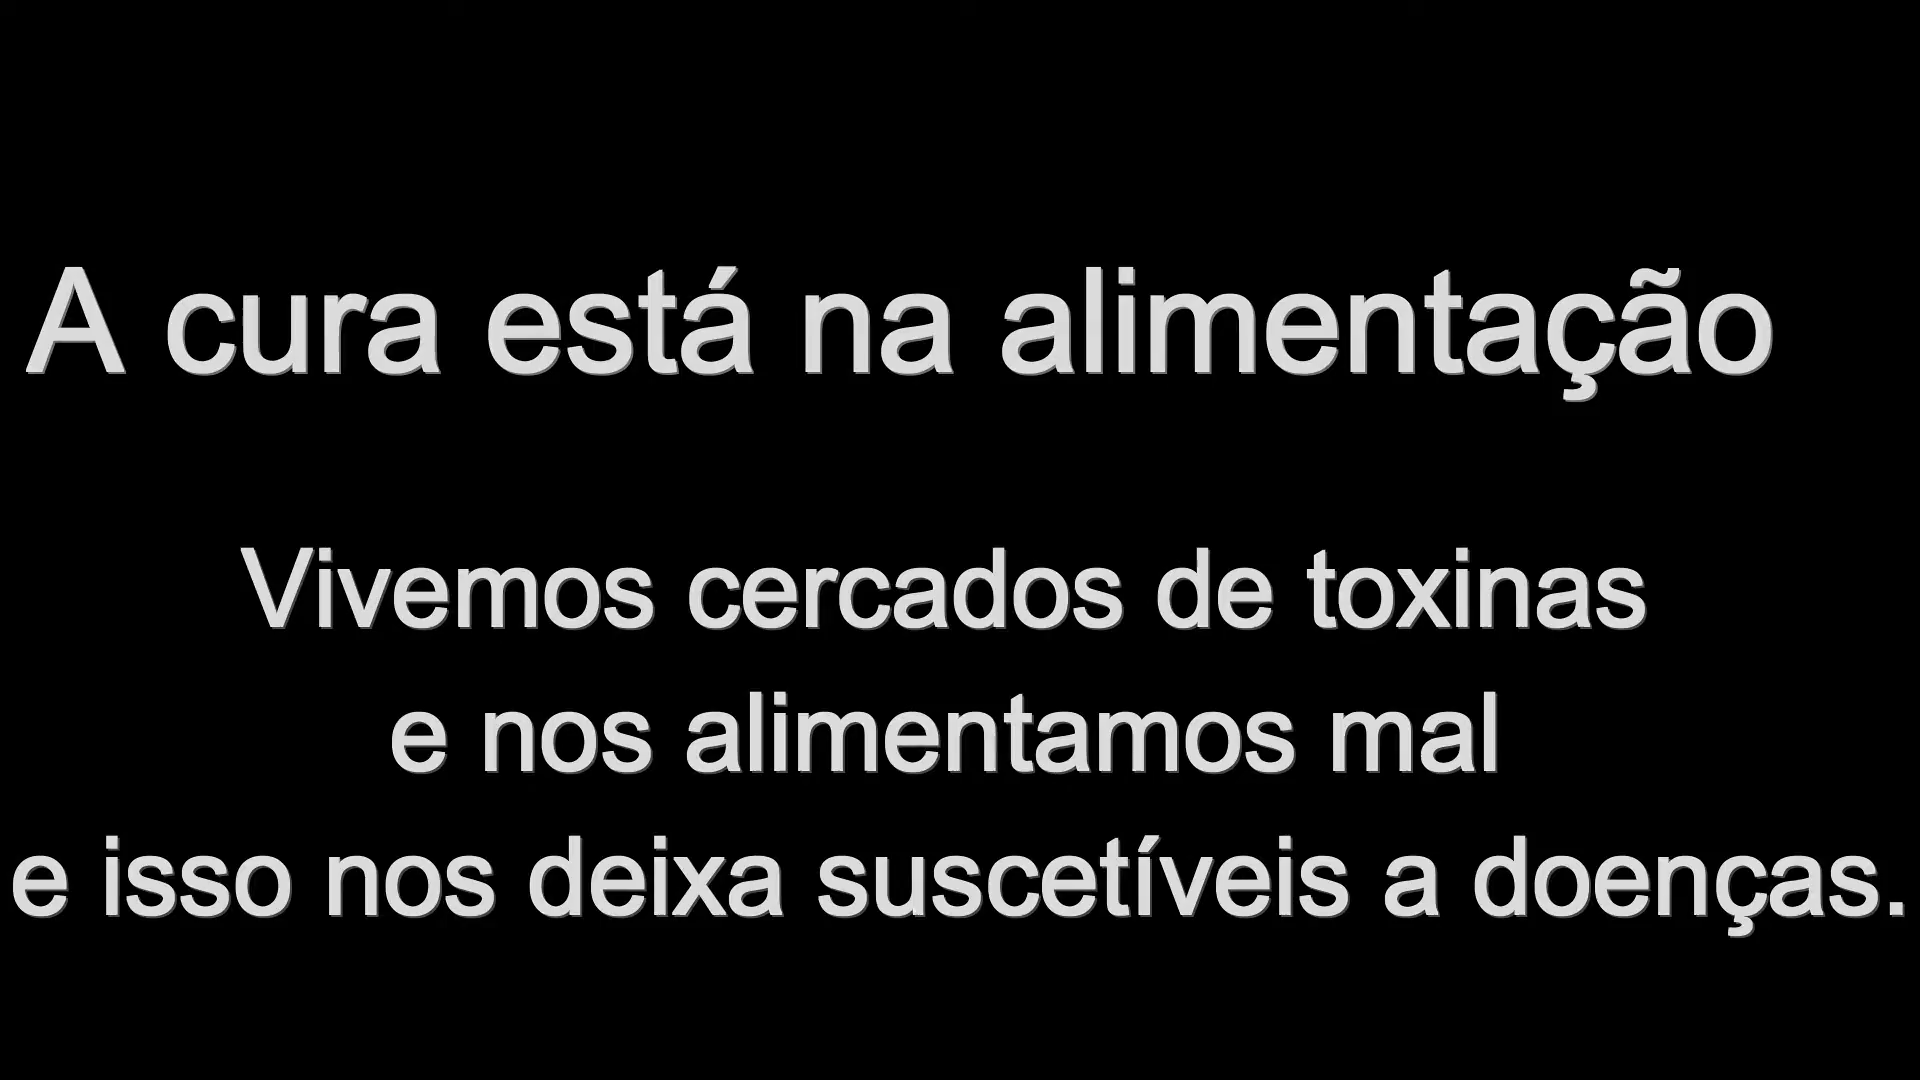 A cura está na alimentação
Vivemos cercados de toxinas
e nos alimentamos mal
e isso nos deixa suscetíveis a doenças.